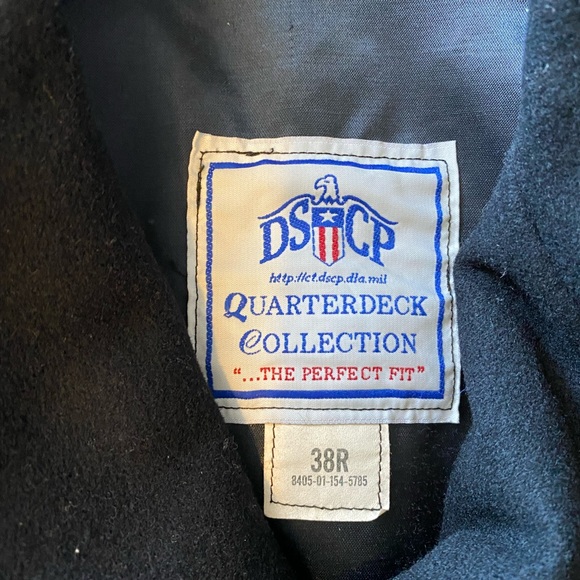 DSCP
http://ct.dscp.dla.mil
QUARTERDECK
COLLECTION
"...THE PERFECT FIT"
38R
8405-01-154-5785